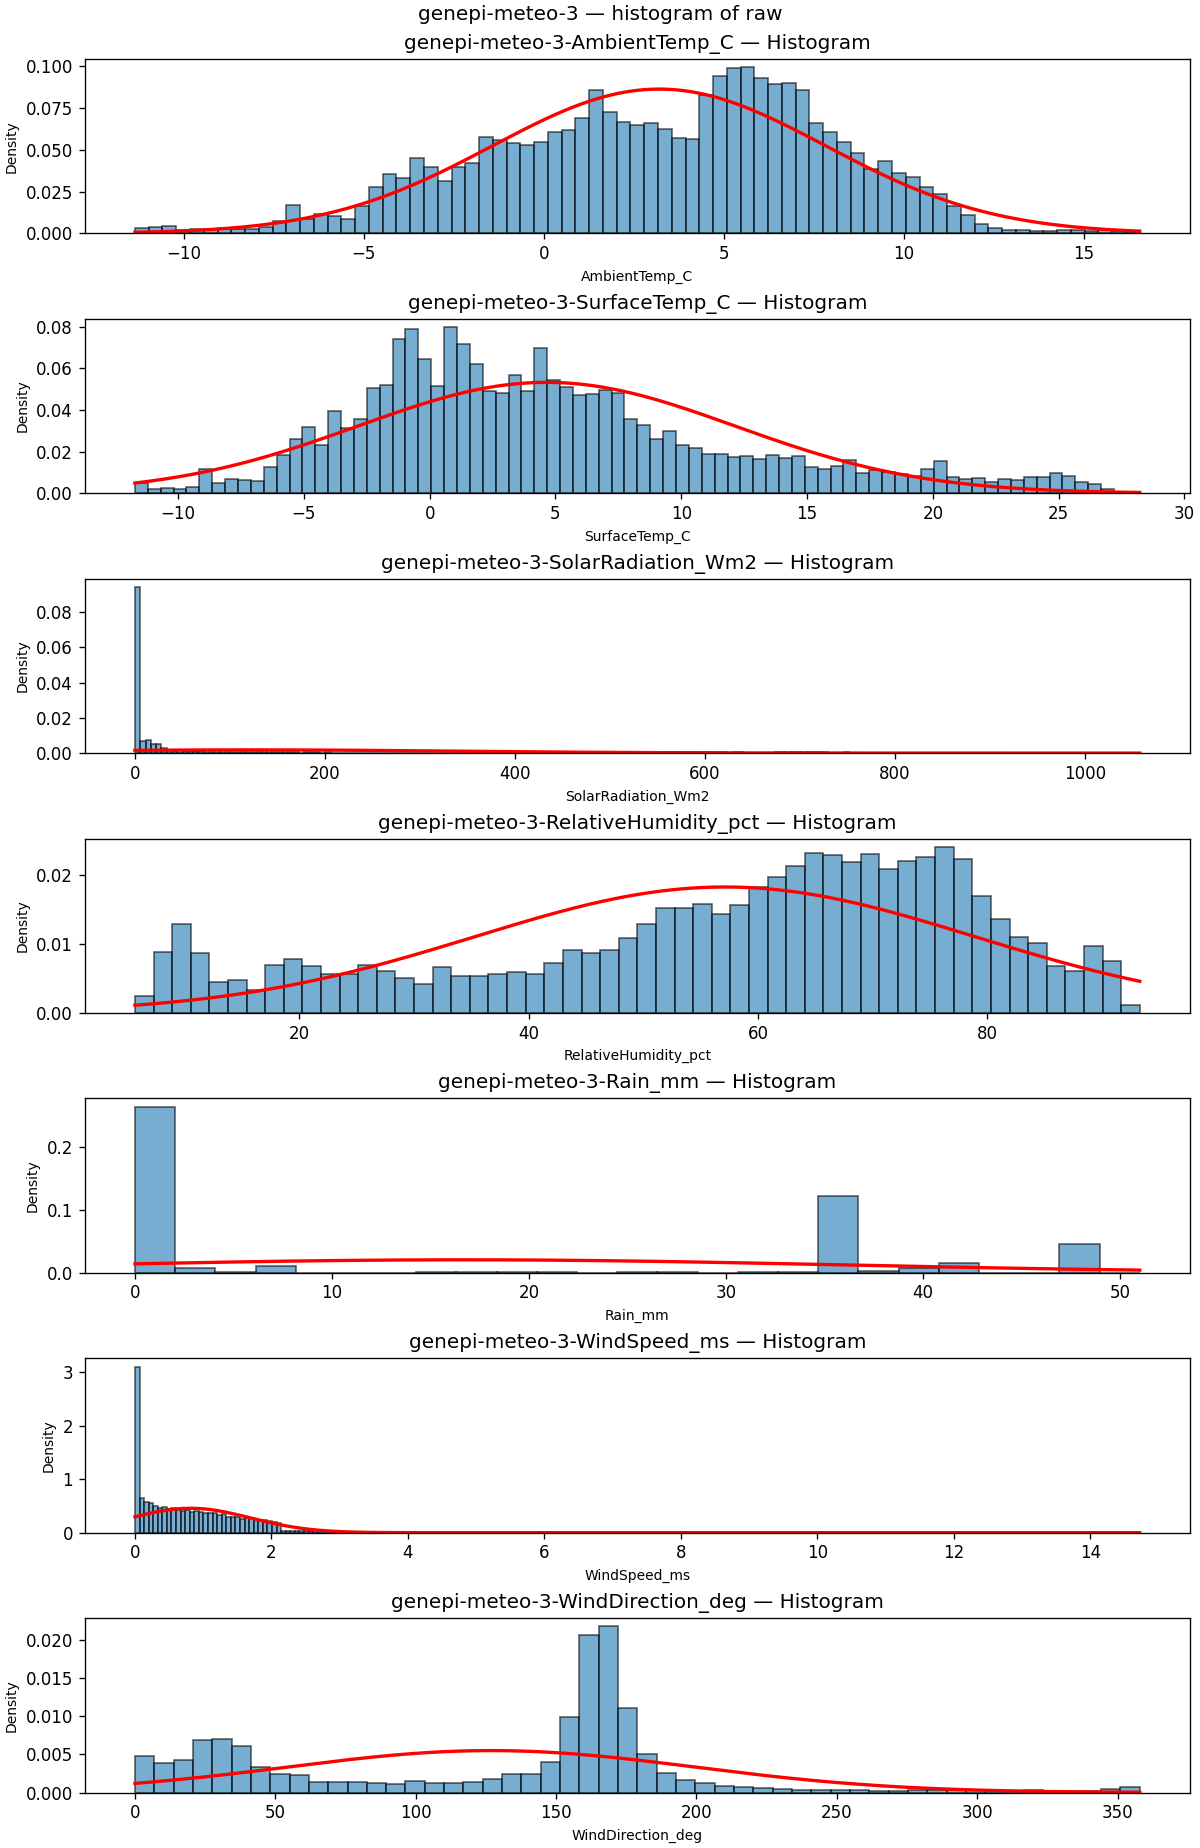 genepi-meteo-3 — histogram of raw
genepi-meteo-3-AmbientTemp_C — Histogram
0.100
0.075
0.050
0.025
0.000
Density
−10 −5 0 5 10 15
AmbientTemp_C
genepi-meteo-3-SurfaceTemp_C — Histogram
0.08
0.06
0.04
0.02
0.00
Density
−10 −5 0 5 10 15 20 25 30
SurfaceTemp_C
genepi-meteo-3-SolarRadiation_Wm2 — Histogram
0.08
0.06
0.04
0.02
0.00
Density
0 200 400 600 800 1000
SolarRadiation_Wm2
genepi-meteo-3-RelativeHumidity_pct — Histogram
0.02
0.01
0.00
Density
20 40 60 80
RelativeHumidity_pct
genepi-meteo-3-Rain_mm — Histogram
0.2
0.1
0.0
Density
0 10 20 30 40 50
Rain_mm
genepi-meteo-3-WindSpeed_ms — Histogram
3
2
1
0
Density
0 2 4 6 8 10 12 14
WindSpeed_ms
genepi-meteo-3-WindDirection_deg — Histogram
0.020
0.015
0.010
0.005
0.000
Density
0 50 100 150 200 250 300 350
WindDirection_deg